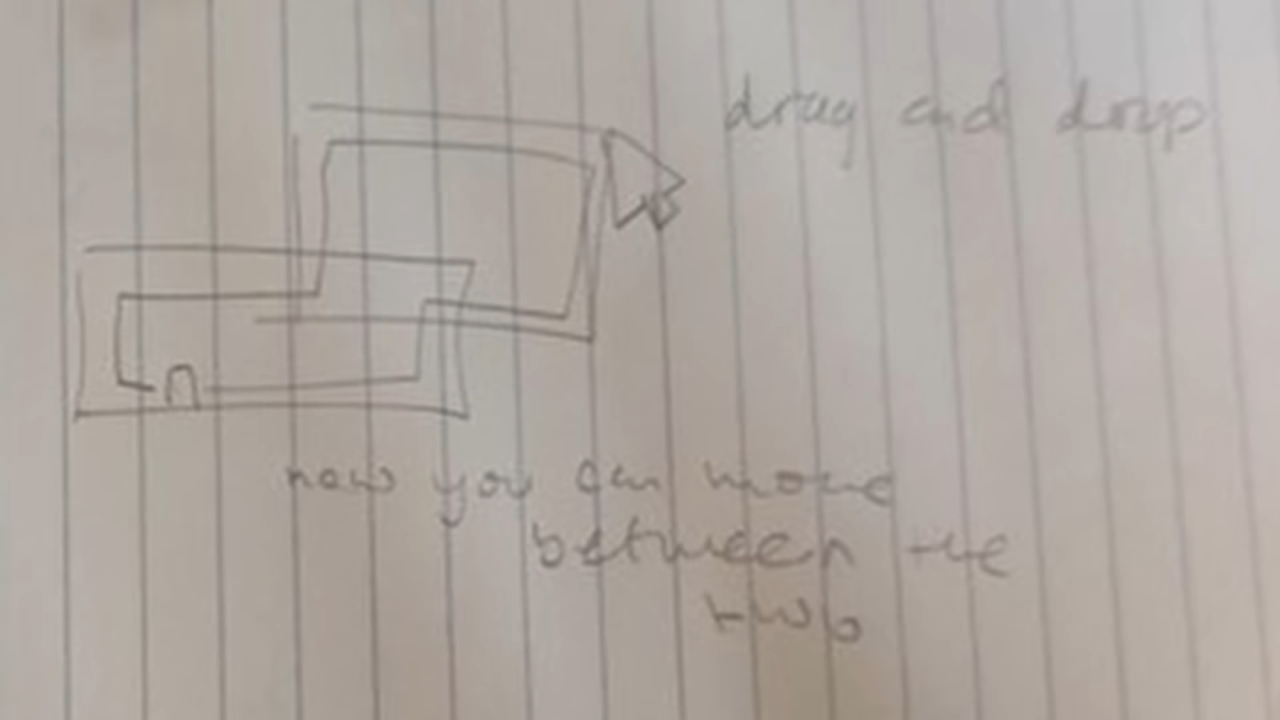 drag and drop
now you can move
between the
two